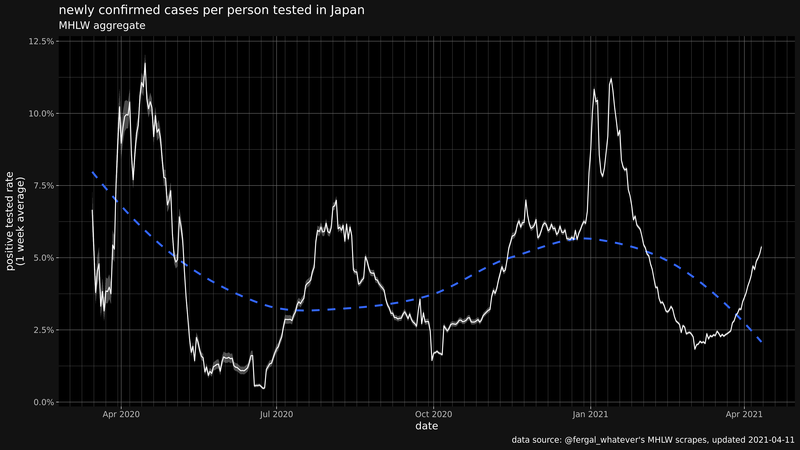 newly confirmed cases per person tested in Japan
MHLW aggregate
12.5%
10.0%
7.5%
5.0%
2.5%
0.0%
positive tested rate
(1 week average)
Apr 2020
Jul 2020
Oct 2020
Jan 2021
Apr 2021
date
data source: @fergal_whatever's MHLW scrapes, updated 2021-04-11